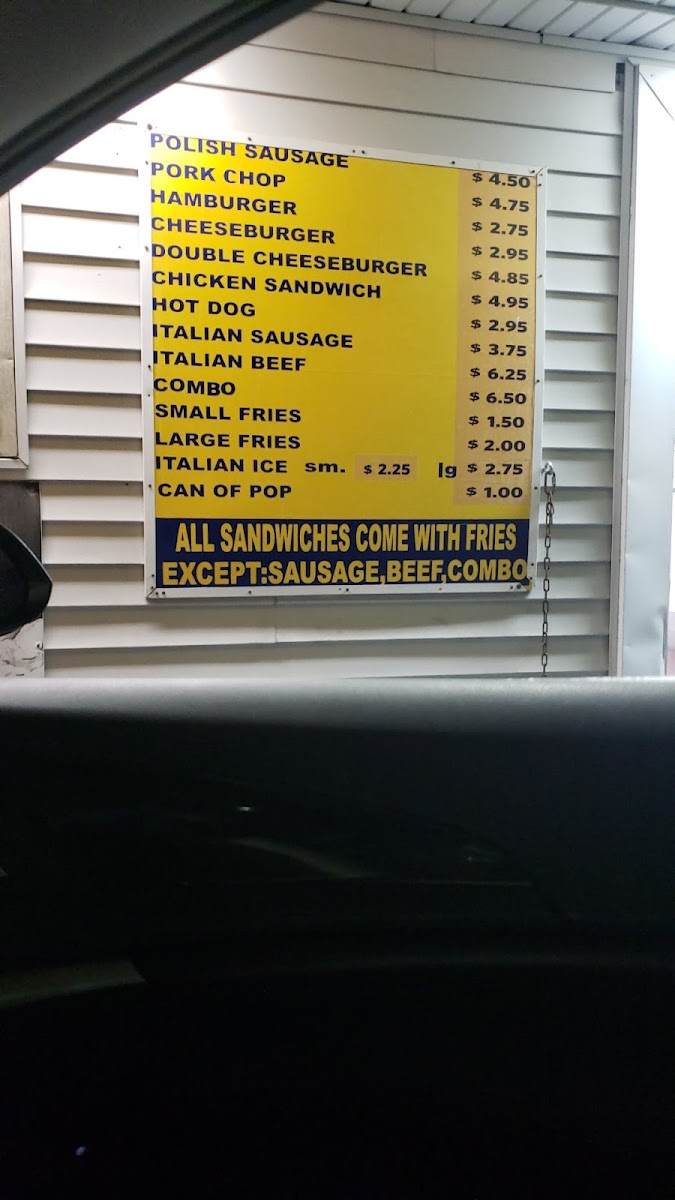 POLISH SAUSAGE $ 4.50
PORK CHOP $ 4.75
HAMBURGER $ 2.75
CHEESEBURGER $ 2.95
DOUBLE CHEESEBURGER $ 4.85
CHICKEN SANDWICH $ 4.95
HOT DOG $ 2.95
ITALIAN SAUSAGE $ 3.75
ITALIAN BEEF $ 6.25
COMBO $ 6.50
SMALL FRIES $ 1.50
LARGE FRIES $ 2.00
ITALIAN ICE sm. $ 2.25 lg $ 2.75
CAN OF POP $ 1.00
ALL SANDWICHES COME WITH FRIES
EXCEPT:SAUSAGE,BEEF,COMBO